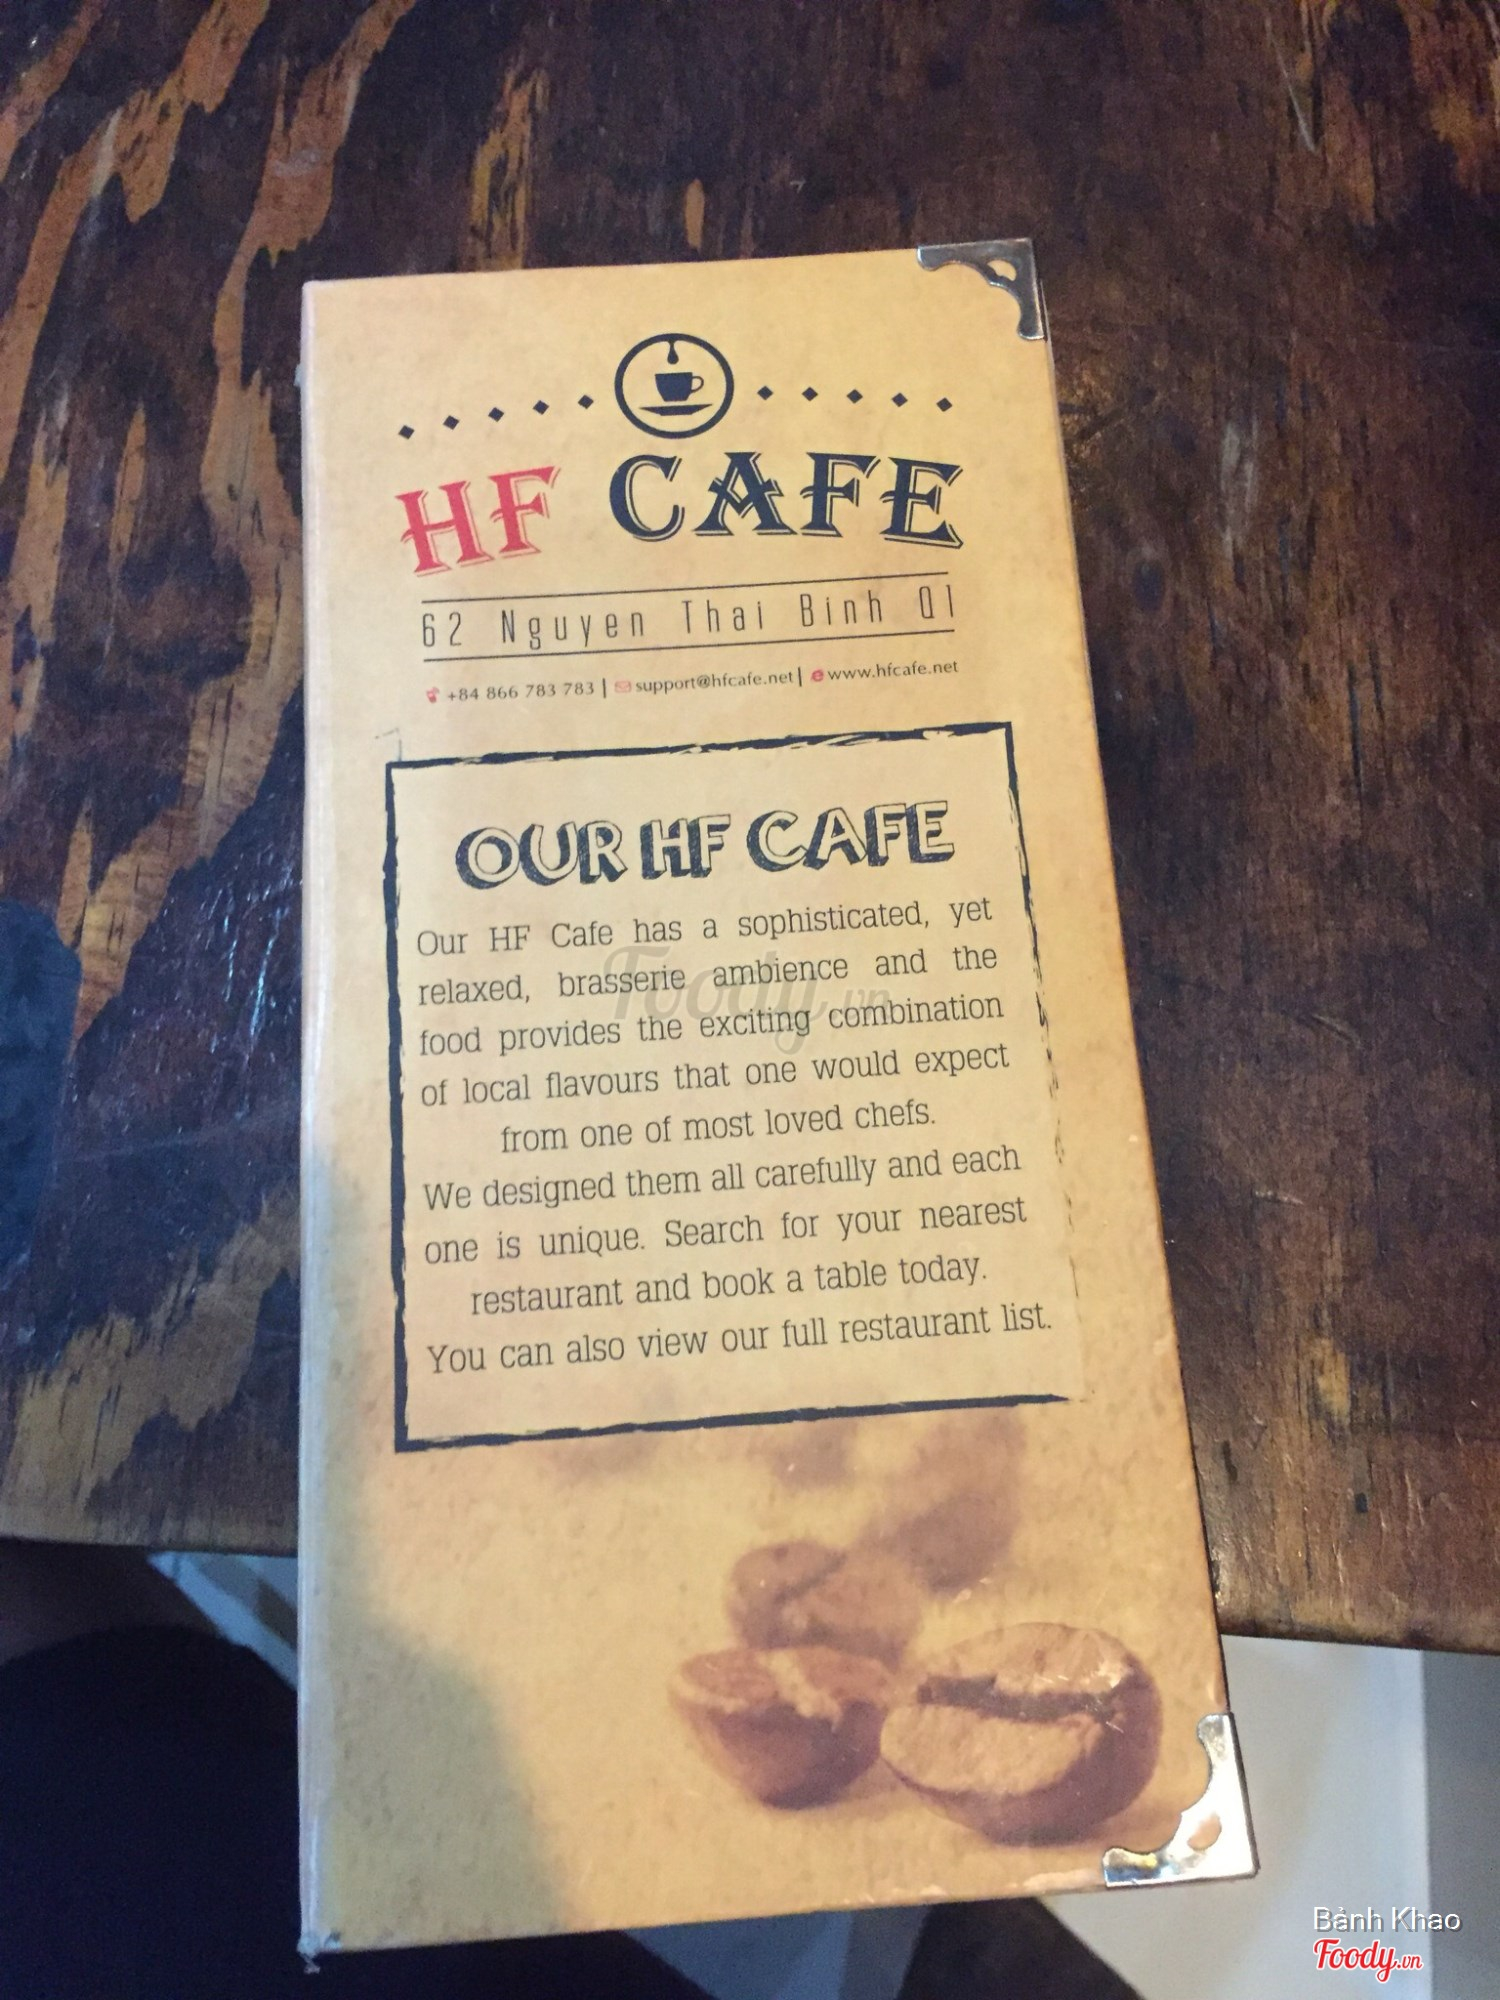 HF CAFE
62 Nguyen Thai Binh Q1
+84 866 783 783 | support@hfcafe.net | www.hfcafe.net
OUR HF CAFE
Our HF Cafe has a sophisticated, yet
relaxed, brasserie ambience and the
food provides the exciting combination
of local flavours that one would expect
from one of most loved chefs.
We designed them all carefully and each
one is unique. Search for your nearest
restaurant and book a table today.
You can also view our full restaurant list.
Foody.vn
Bảnh Khao
Foody.vn